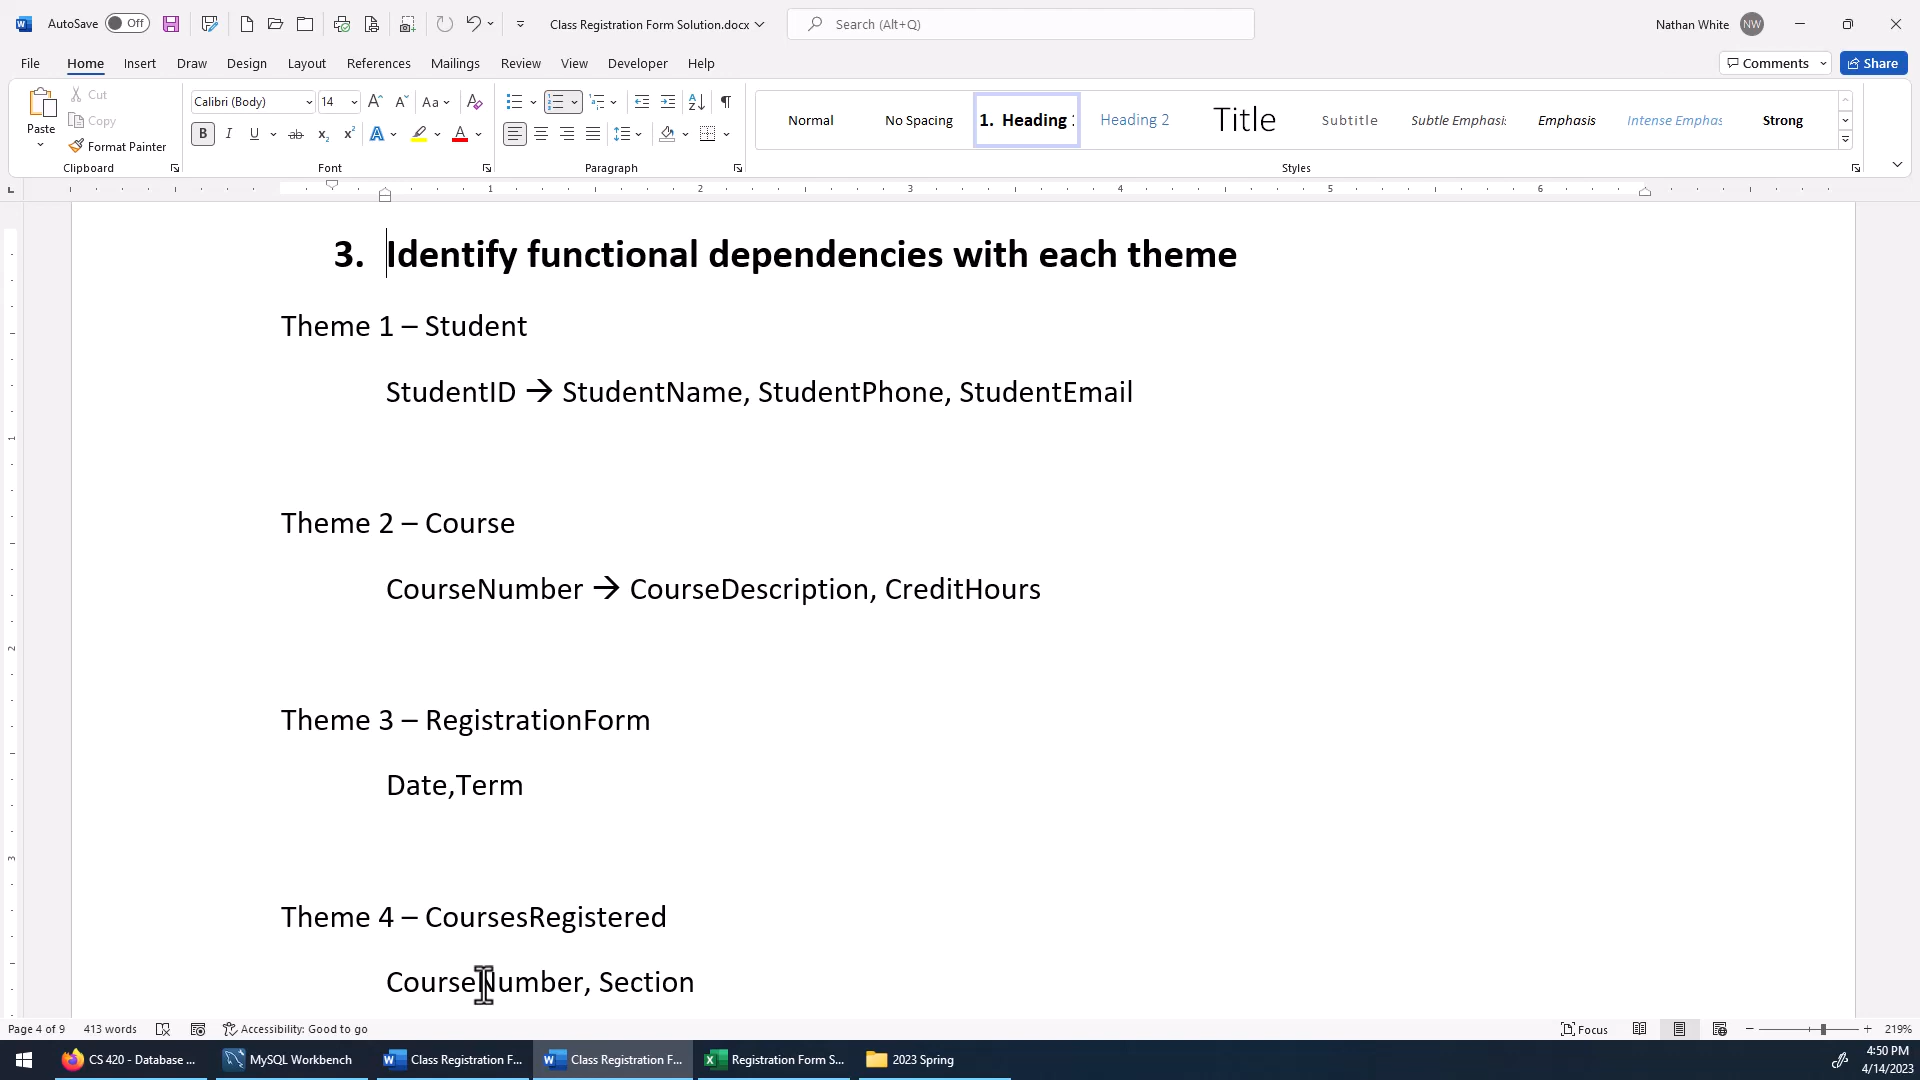 AutoSave Off Class Registration Form Solution.docx Search (Alt+Q) Nathan White NW
File Home Insert Draw Design Layout References Mailings Review View Developer Help Comments Share
Paste Cut Copy Format Painter Clipboard
Calibri (Body) 14 Font
Paragraph
Normal No Spacing 1. Heading Heading 2 Title Subtitle Subtle Emphasis Emphasis Intense Emphas Strong
Styles
1 2 3 4 5 6
3. Identify functional dependencies with each theme
Theme 1 – Student
StudentID → StudentName, StudentPhone, StudentEmail
Theme 2 – Course
CourseNumber → CourseDescription, CreditHours
Theme 3 – RegistrationForm
Date,Term
Theme 4 – CoursesRegistered
CourseNumber, Section
Page 4 of 9 413 words Accessibility: Good to go Focus 219%
CS 420 - Database ... MySQL Workbench Class Registration F... Class Registration F... Registration Form S... 2023 Spring 4:50 PM
4/14/2023